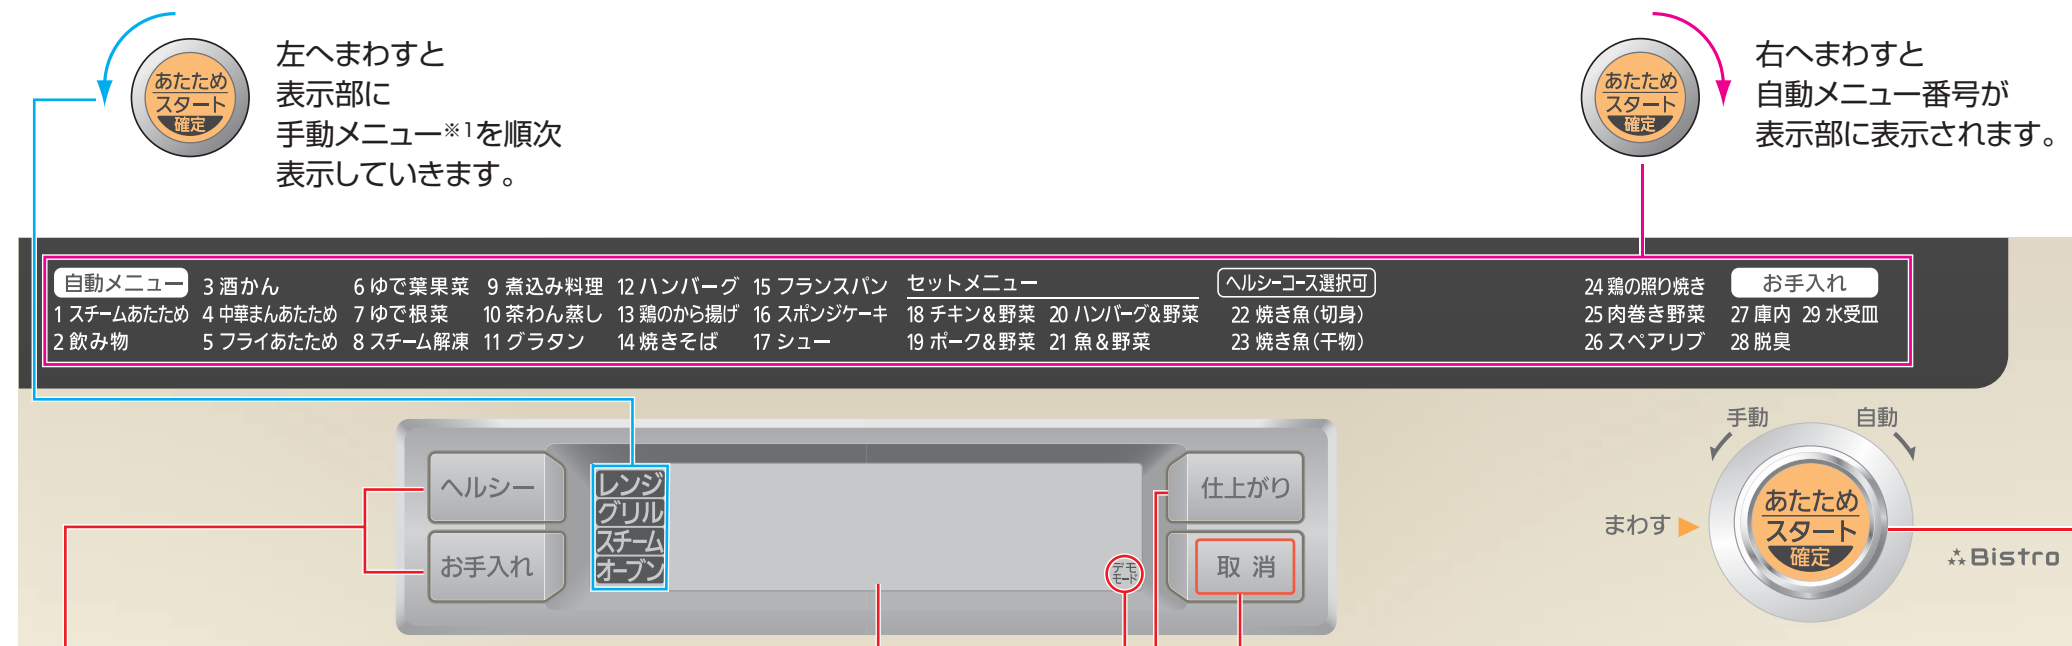 あたため
スタート
確定
左へまわすと
表示部に
手動メニュー※1を順次
表示していきます。
あたため
スタート
確定
右へまわすと
自動メニュー番号が
表示部に表示されます。
自動メニュー
1 スチームあたため
2 飲み物
3 酒かん
4 中華まんあたため
5 フライあたため
6 ゆで葉果菜
7 ゆで根菜
8 スチーム解凍
9 煮込み料理
10 茶わん蒸し
11 グラタン
12 ハンバーグ
13 鶏のから揚げ
14 焼きそば
15 フランスパン
16 スポンジケーキ
17 シュー
セットメニュー
18 チキン&野菜
19 ポーク&野菜
20 ハンバーグ&野菜
21 魚&野菜
ヘルシーコース選択可
22 焼き魚(切身)
23 焼き魚(干物)
24 鶏の照り焼き
25 肉巻き野菜
26 スペアリブ
お手入れ
27 庫内
28 脱臭
29 水受皿
ヘルシー
お手入れ
レンジ
グリル
スチーム
オーブン
デモ
モード
仕上がり
取消
手動
自動
まわす
あたため
スタート
確定
Bistro